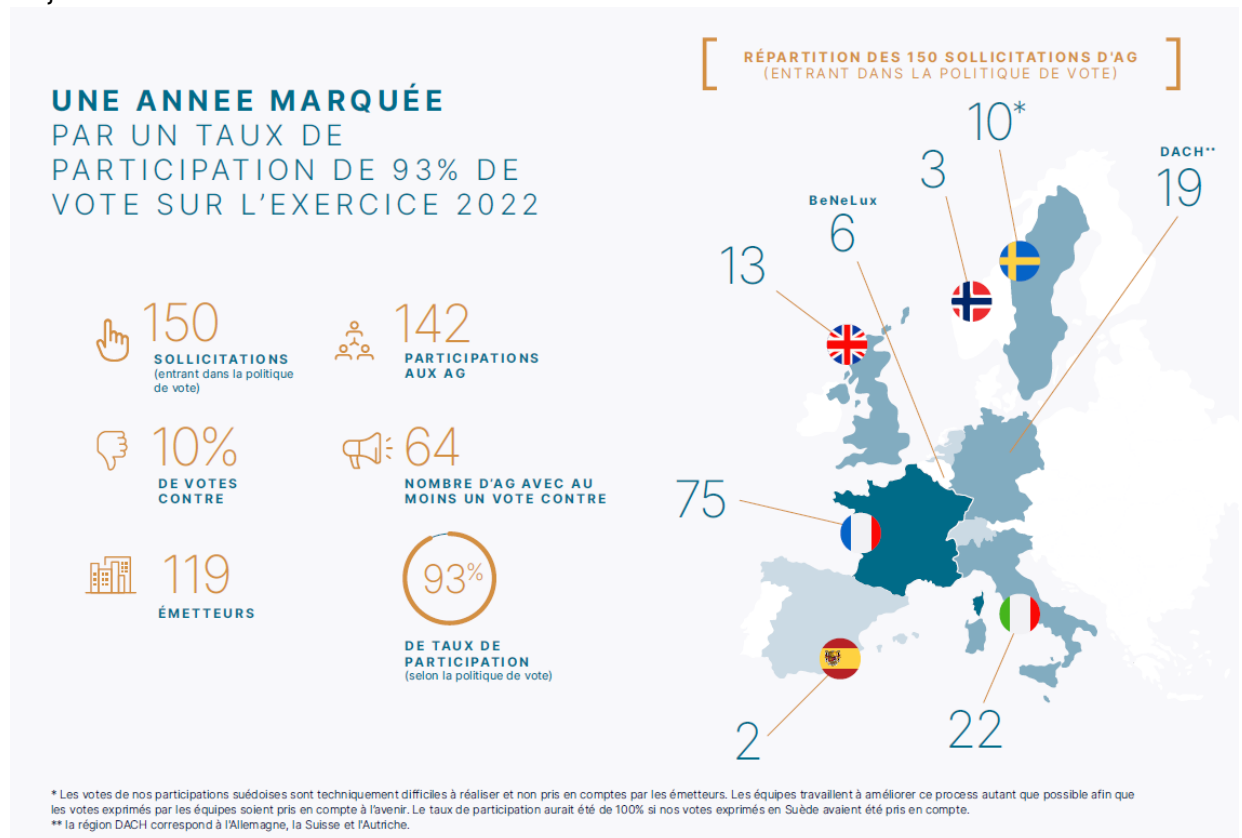 UNE ANNEE MARQUÉE
PAR UN TAUX DE
PARTICIPATION DE 93% DE
VOTE SUR L'EXERCICE 2022
150
SOLLICITATIONS
(entrant dans la politique
de vote)
142
PARTICIPATIONS
AUX AG
10%
DE VOTES
CONTRE
64
NOMBRE D'AG AVEC AU
MOINS UN VOTE CONTRE
119
ÉMETTEURS
93%
DE TAUX DE
PARTICIPATION
(selon la politique de vote)
RÉPARTITION DES 150 SOLLICITATIONS D'AG
(ENTRANT DANS LA POLITIQUE DE VOTE)
10*
3
DACH**
19
BeNeLux
6
13
75
2
22
* Les votes de nos participations suédoises sont techniquement difficiles à réaliser et non pris en comptes par les émetteurs. Les équipes travaillent à améliorer ce process autant que possible afin que
les votes exprimés par les équipes soient pris en compte à l'avenir. Le taux de participation aurait été de 100% si nos votes exprimés en Suède avaient été pris en compte.
** la région DACH correspond à l'Allemagne, la Suisse et l'Autriche.